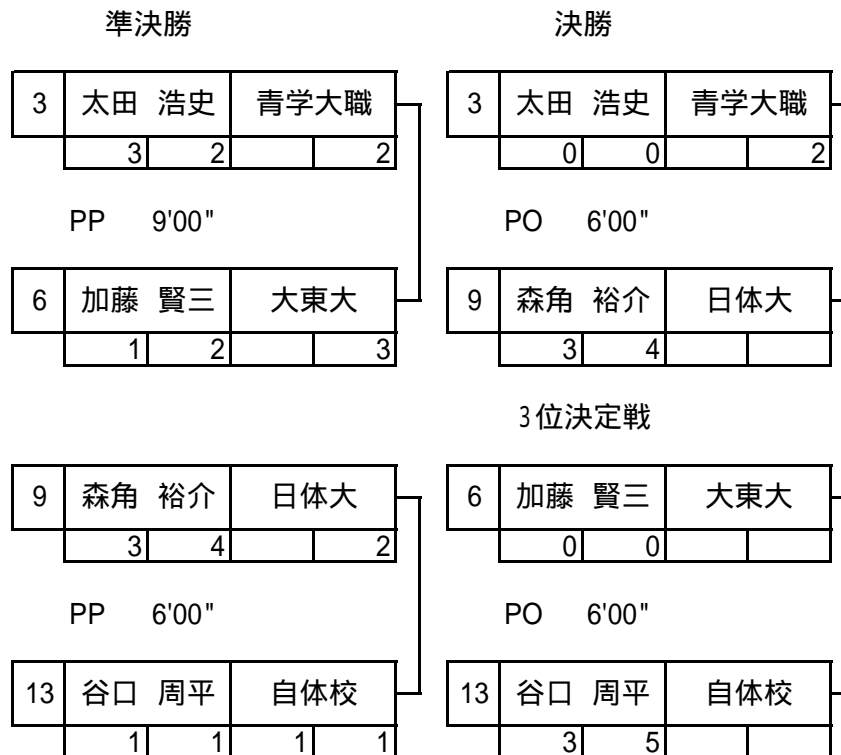 準決勝 決勝
3 太田 浩史 青学大職 3 太田 浩史 青学大職
3 2 2 0 0 2
PP 9'00" PO 6'00"
6 加藤 賢三 大東大 9 森角 裕介 日体大
1 2 3 3 4
3位決定戦
9 森角 裕介 日体大 6 加藤 賢三 大東大
3 4 2 0 0
PP 6'00" PO 6'00"
13 谷口 周平 自体校 13 谷口 周平 自体校
1 1 1 1 3 5